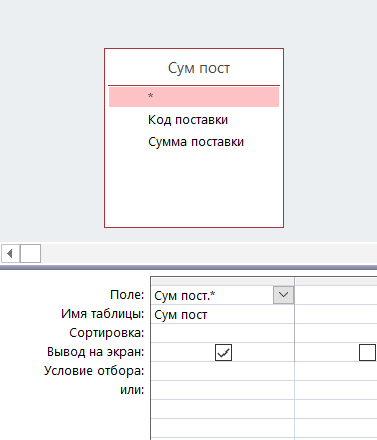 Сум пост
*
Код поставки
Сумма поставки
Поле: Сум пост.*
Имя таблицы: Сум пост
Сортировка:
Вывод на экран:
Условие отбора:
или: